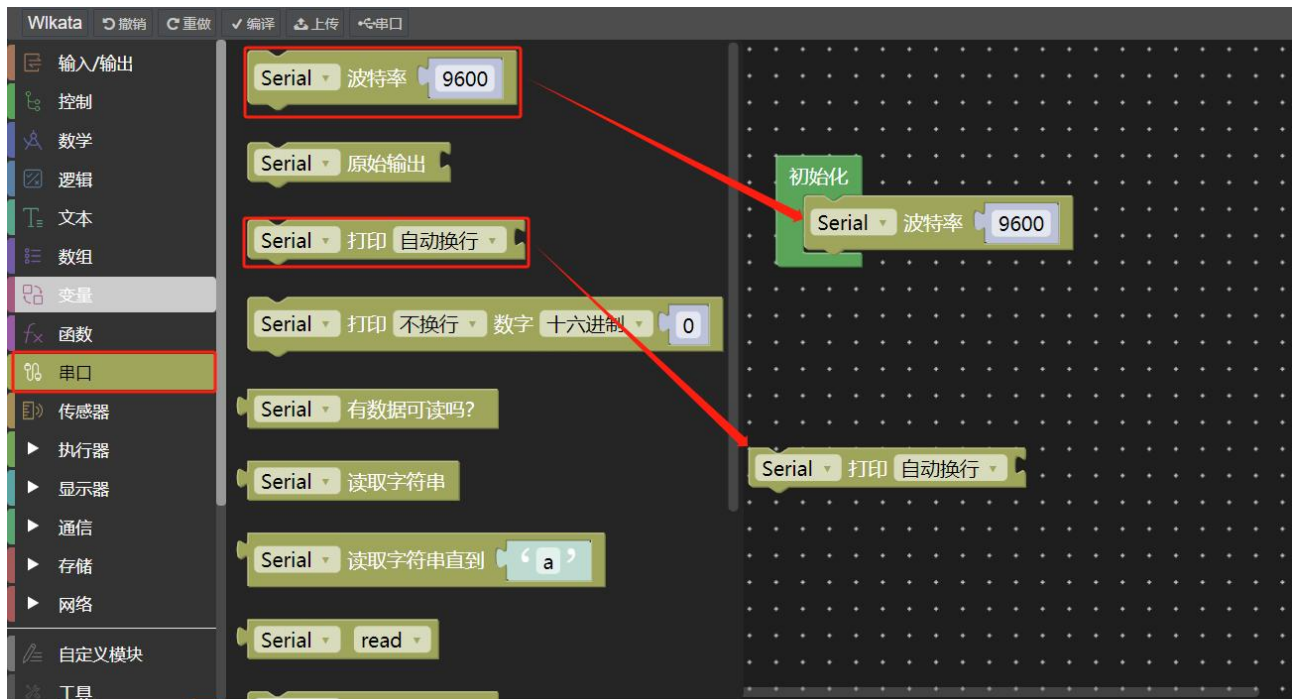 Wlkata 撤销 重做 编译 上传 串口
输入/输出
控制
数学
逻辑
文本
数组
变量
函数
串口
传感器
执行器
显示器
通信
存储
网络
自定义模块
工具
Serial 波特率 9600
Serial 原始输出
Serial 打印 自动换行
Serial 打印 不换行 数字 十六进制 0
Serial 有数据可读吗?
Serial 读取字符串
Serial 读取字符串直到 ‘ a ’
Serial read
初始化
Serial 波特率 9600
Serial 打印 自动换行